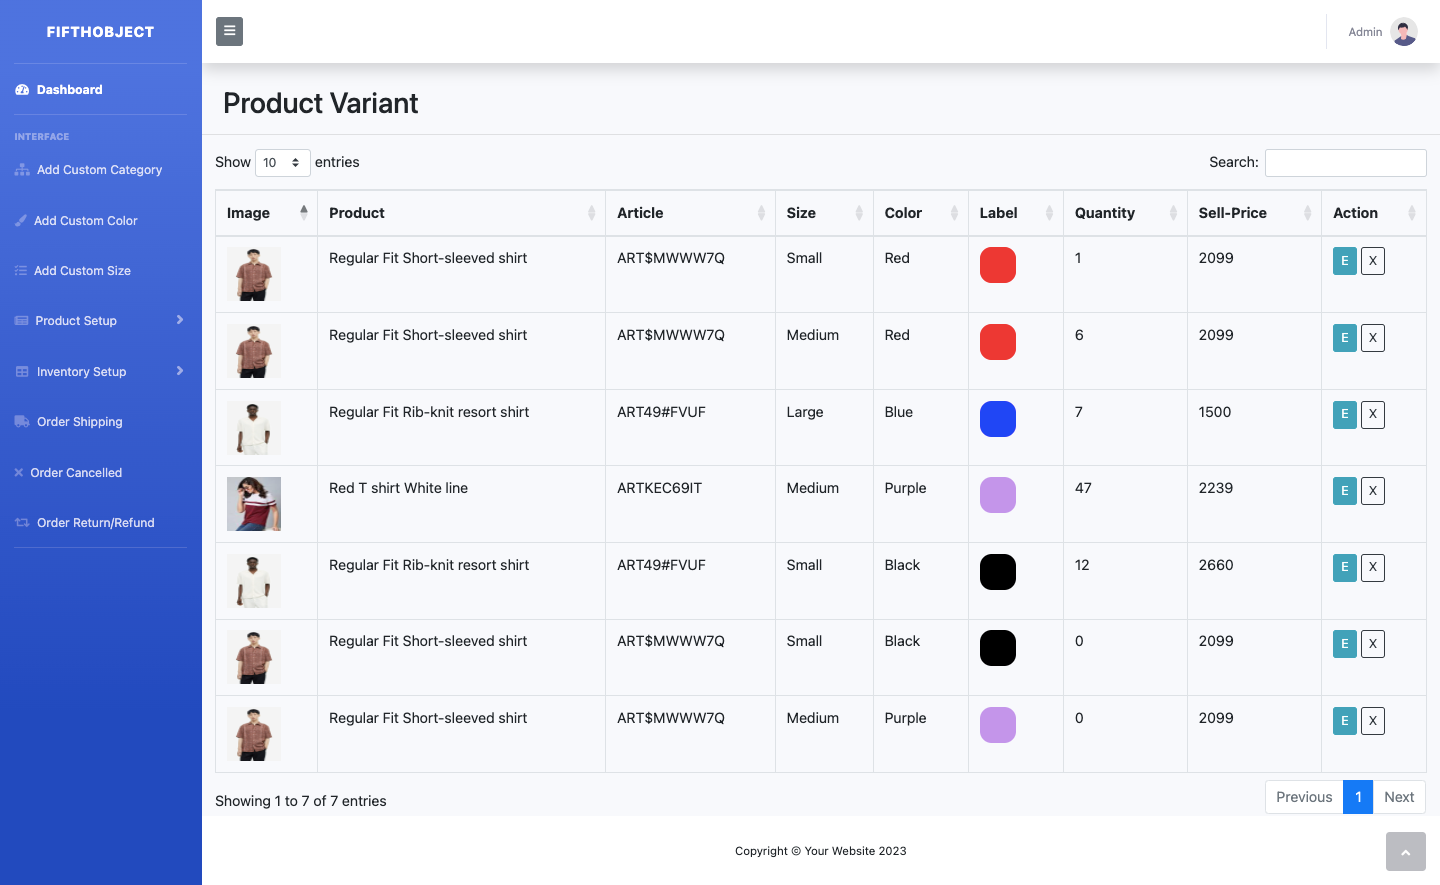 FIFTHOBJECT
Admin
Dashboard
INTERFACE
Add Custom Category
Add Custom Color
Add Custom Size
Product Setup
Inventory Setup
Order Shipping
Order Cancelled
Order Return/Refund
Product Variant
Show 10 entries Search:
Image Product Article Size Color Label Quantity Sell-Price Action
Regular Fit Short-sleeved shirt ART$MWWW7Q Small Red 1 2099 E X
Regular Fit Short-sleeved shirt ART$MWWW7Q Medium Red 6 2099 E X
Regular Fit Rib-knit resort shirt ART49#FVUF Large Blue 7 1500 E X
Red T shirt White line ARTKEC69IT Medium Purple 47 2239 E X
Regular Fit Rib-knit resort shirt ART49#FVUF Small Black 12 2660 E X
Regular Fit Short-sleeved shirt ART$MWWW7Q Small Black 0 2099 E X
Regular Fit Short-sleeved shirt ART$MWWW7Q Medium Purple 0 2099 E X
Showing 1 to 7 of 7 entries Previous 1 Next
Copyright © Your Website 2023